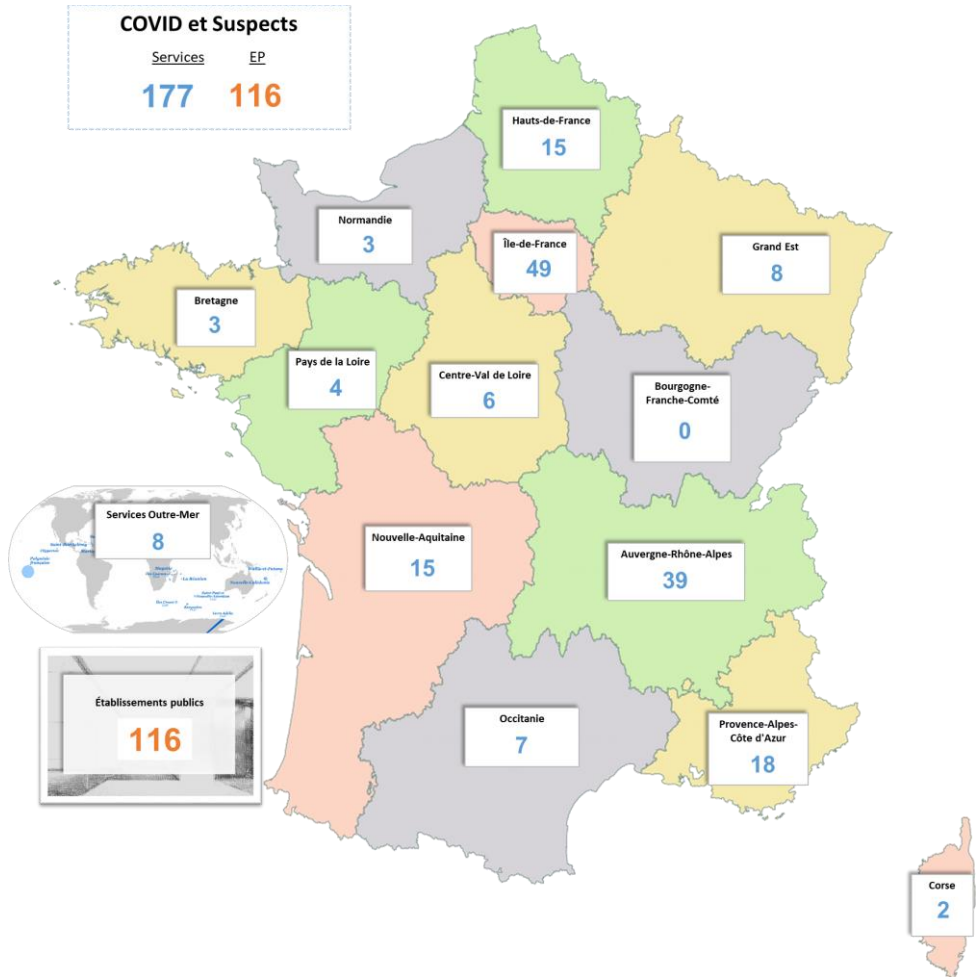 COVID et Suspects
Services EP
177 116
Hauts-de-France
15
Normandie
3
Île-de-France
49
Grand Est
8
Bretagne
3
Pays de la Loire
4
Centre-Val de Loire
6
Bourgogne-
Franche-Comté
0
Services Outre-Mer
8
Nouvelle-Aquitaine
15
Auvergne-Rhône-Alpes
39
Établissements publics
116
Occitanie
7
Provence-Alpes-
Côte d'Azur
18
Corse
2